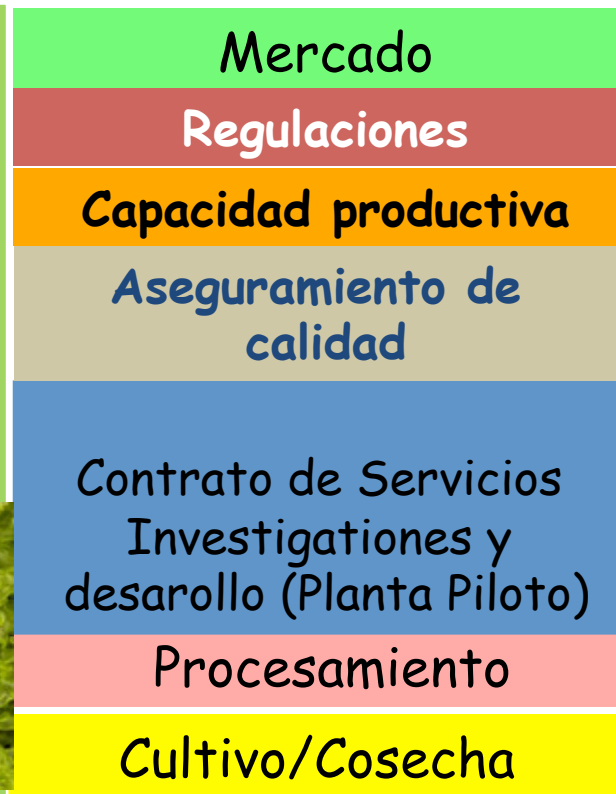 Mercado
Regulaciones
Capacidad productiva
Aseguramiento de
calidad
Contrato de Servicios
Investigationes y
desarollo (Planta Piloto)
Procesamiento
Cultivo/Cosecha